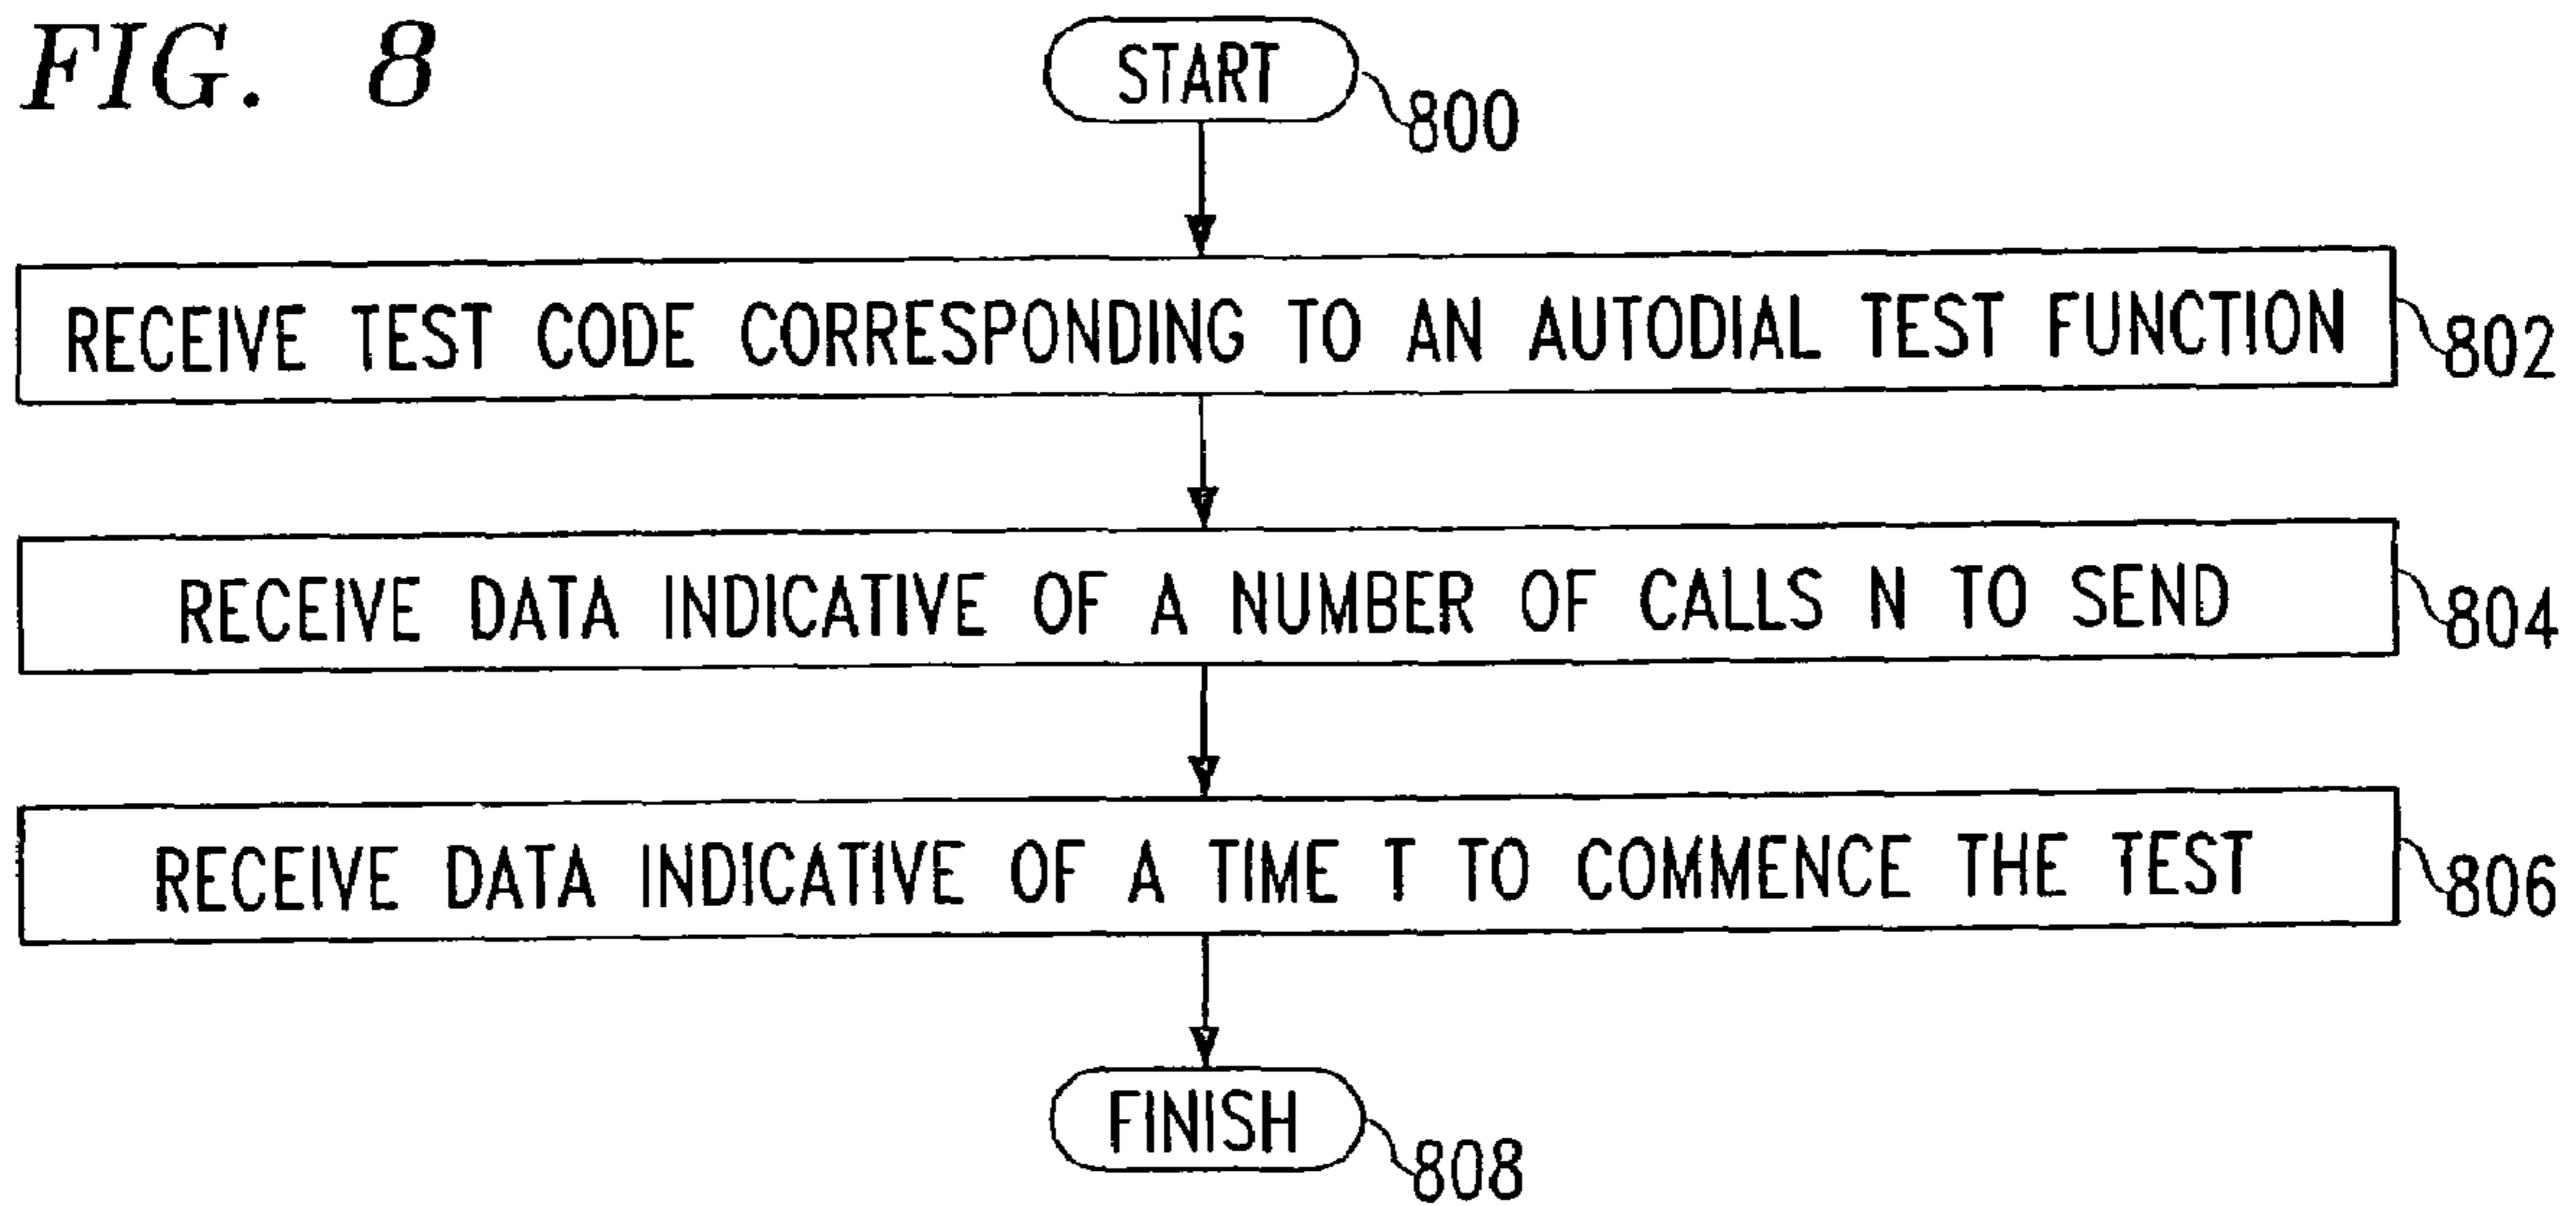 FIG. 8
START
800
RECEIVE TEST CODE CORRESPONDING TO AN AUTODIAL TEST FUNCTION
802
RECEIVE DATA INDICATIVE OF A NUMBER OF CALLS N TO SEND
804
RECEIVE DATA INDICATIVE OF A TIME T TO COMMENCE THE TEST
806
FINISH
808